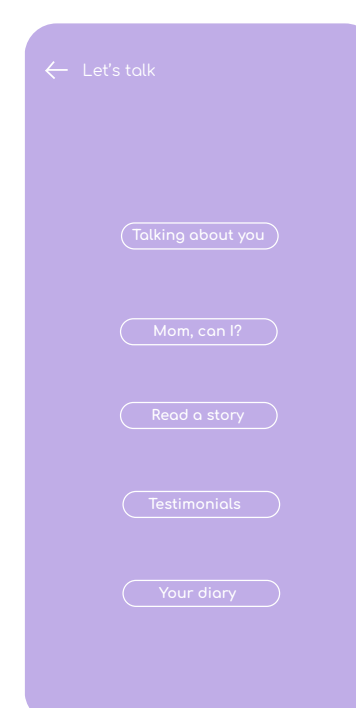 Let's talk
Talking about you
Mom, can I?
Read a story
Testimonials
Your diary